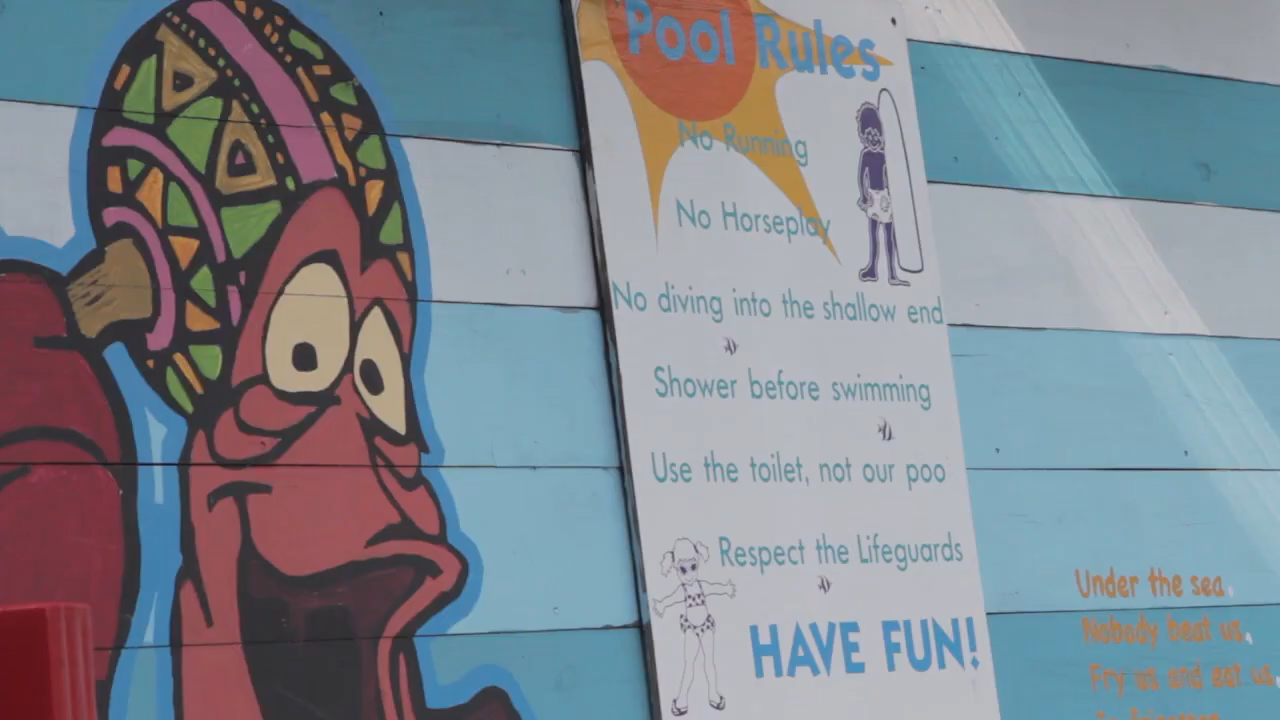 Pool Rules
No Running
No Horseplay
No diving into the shallow end
Shower before swimming
Use the toilet, not our poo
Respect the Lifeguards
HAVE FUN!
Under the sea.
Nobody beat us,
Fry us and eat us.